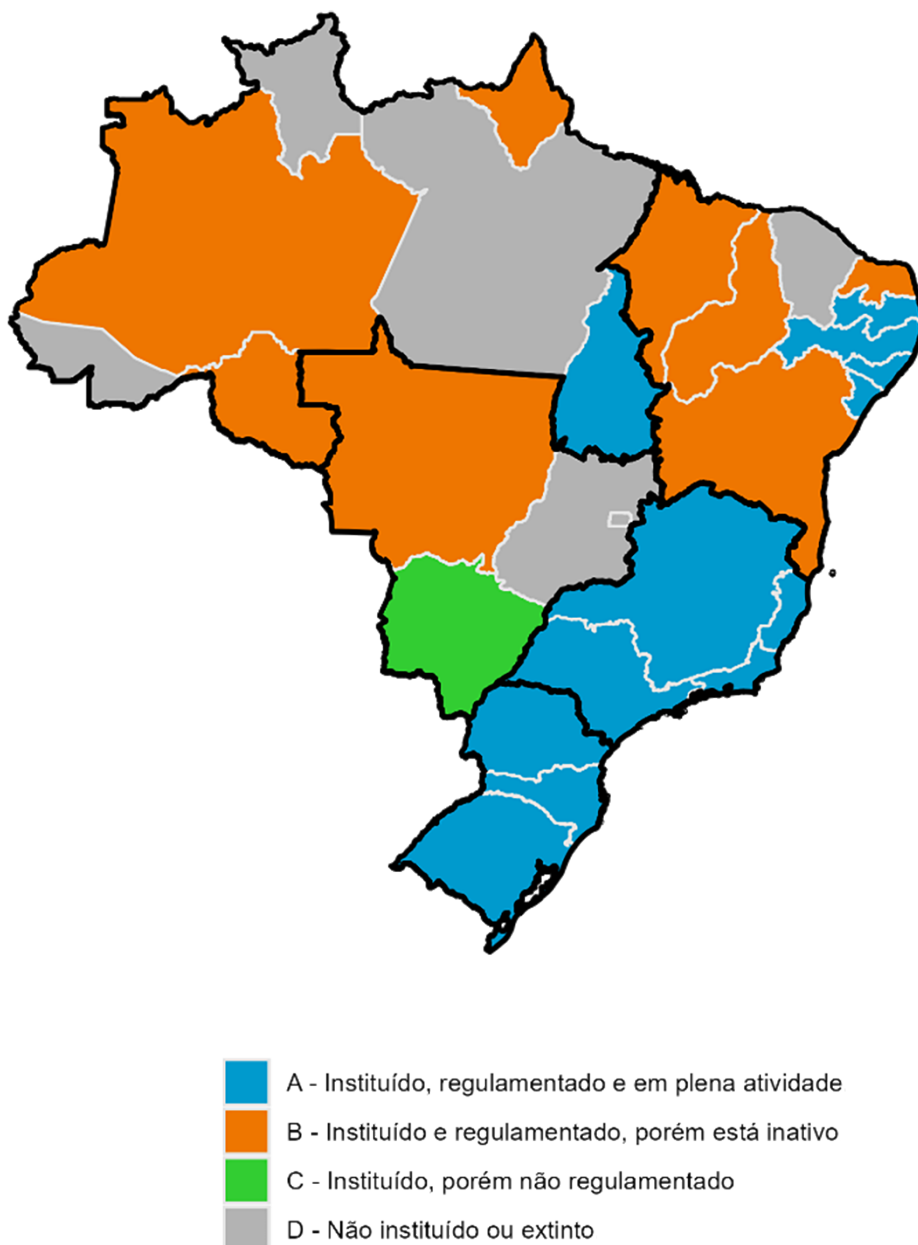 A - Instituído, regulamentado e em plena atividade
B - Instituído e regulamentado, porém está inativo
C - Instituído, porém não regulamentado
D - Não instituído ou extinto